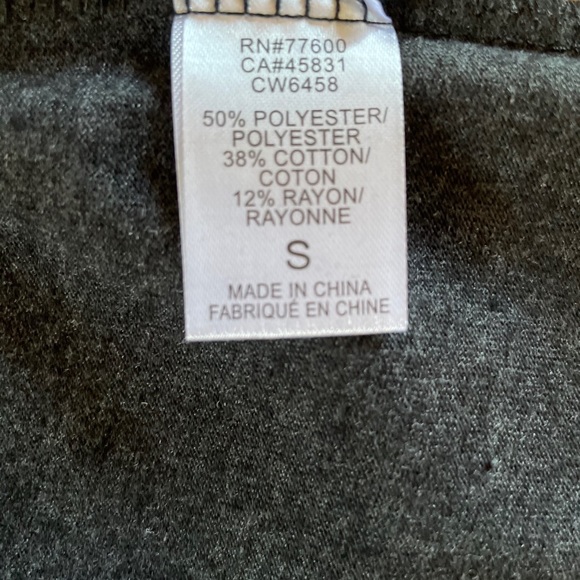 RN#77600
CA#45831
CW6458
50% POLYESTER/
POLYESTER
38% COTTON/
COTON
12% RAYON/
RAYONNE
S
MADE IN CHINA
FABRIQUÉ EN CHINE